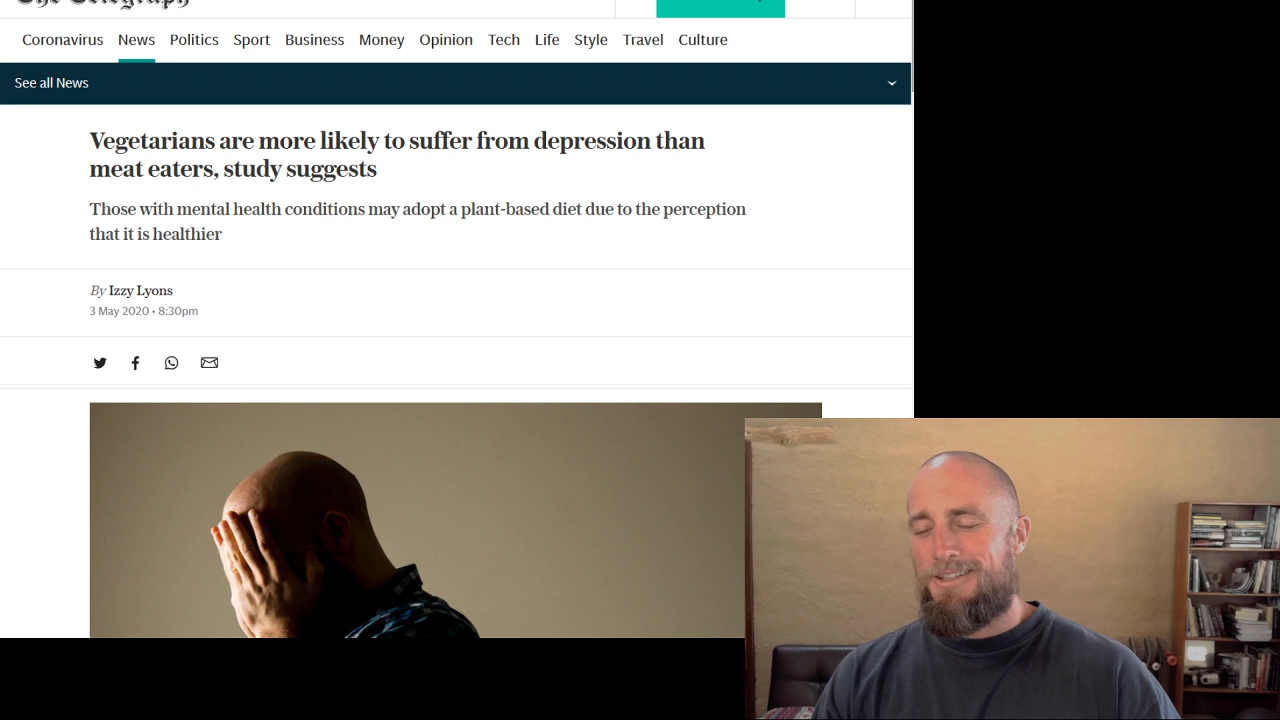 The Telegraph
Coronavirus News Politics Sport Business Money Opinion Tech Life Style Travel Culture
See all News
Vegetarians are more likely to suffer from depression than
meat eaters, study suggests
Those with mental health conditions may adopt a plant-based diet due to the perception
that it is healthier
By Izzy Lyons
3 May 2020 • 8:30pm